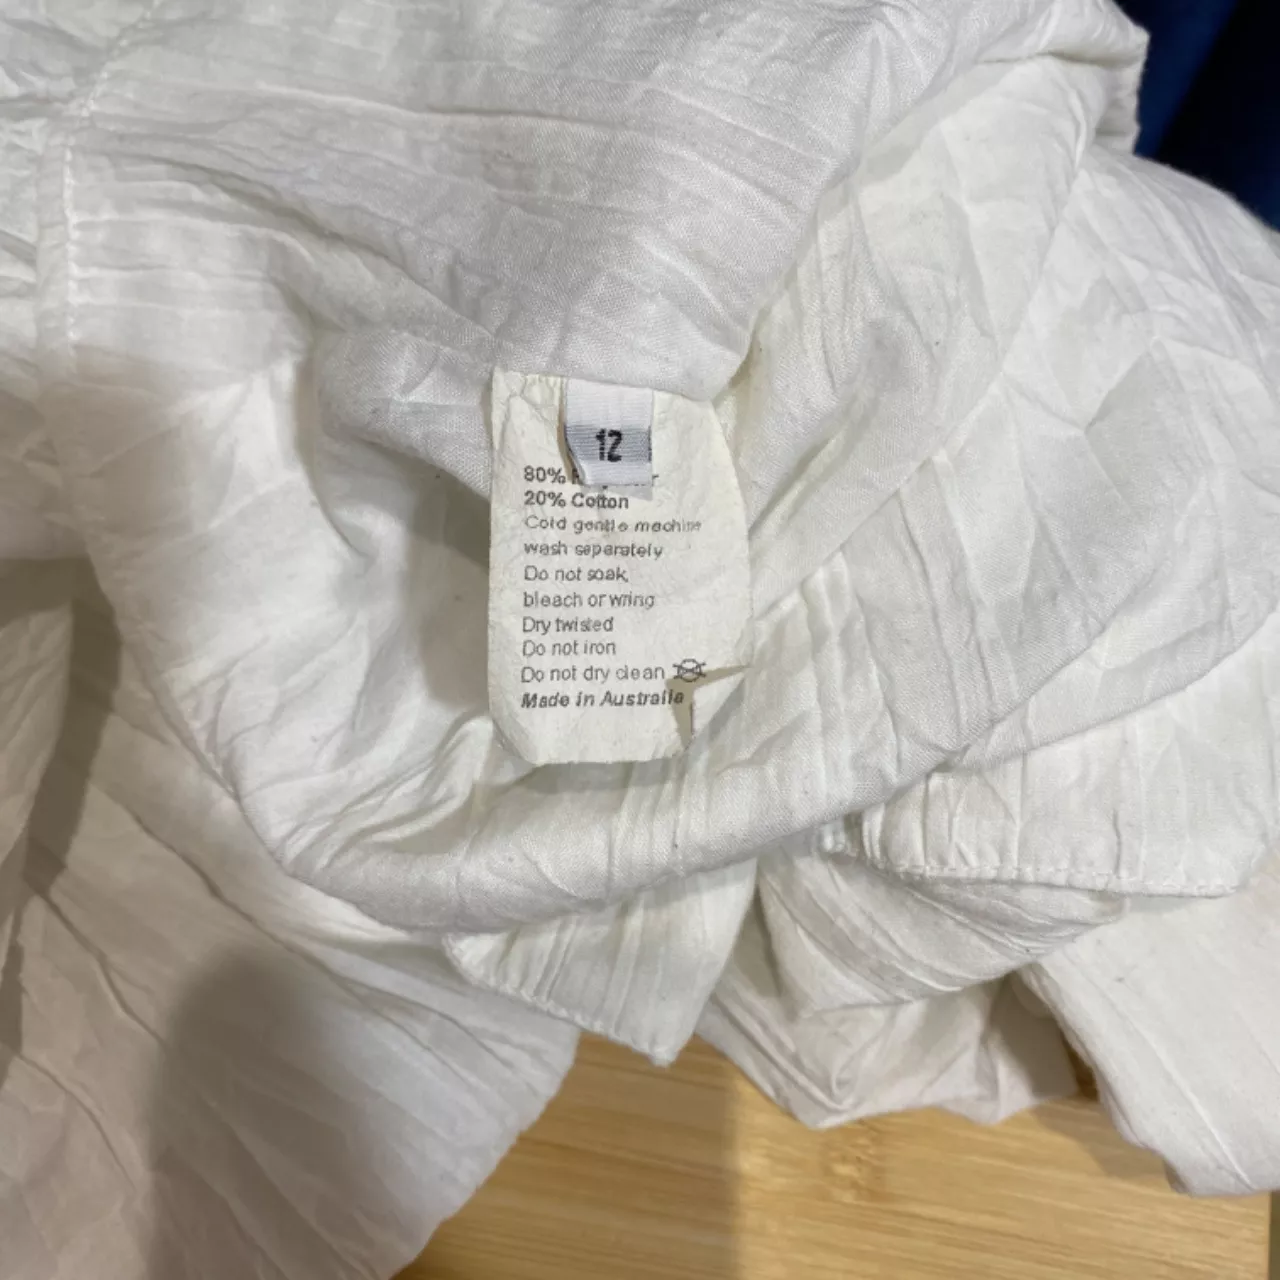 12
80%
20% Cotton
Cold gentle machine
wash separately
Do not soak,
bleach or wring
Dry twisted
Do not iron
Do not dry clean
Made in Australia